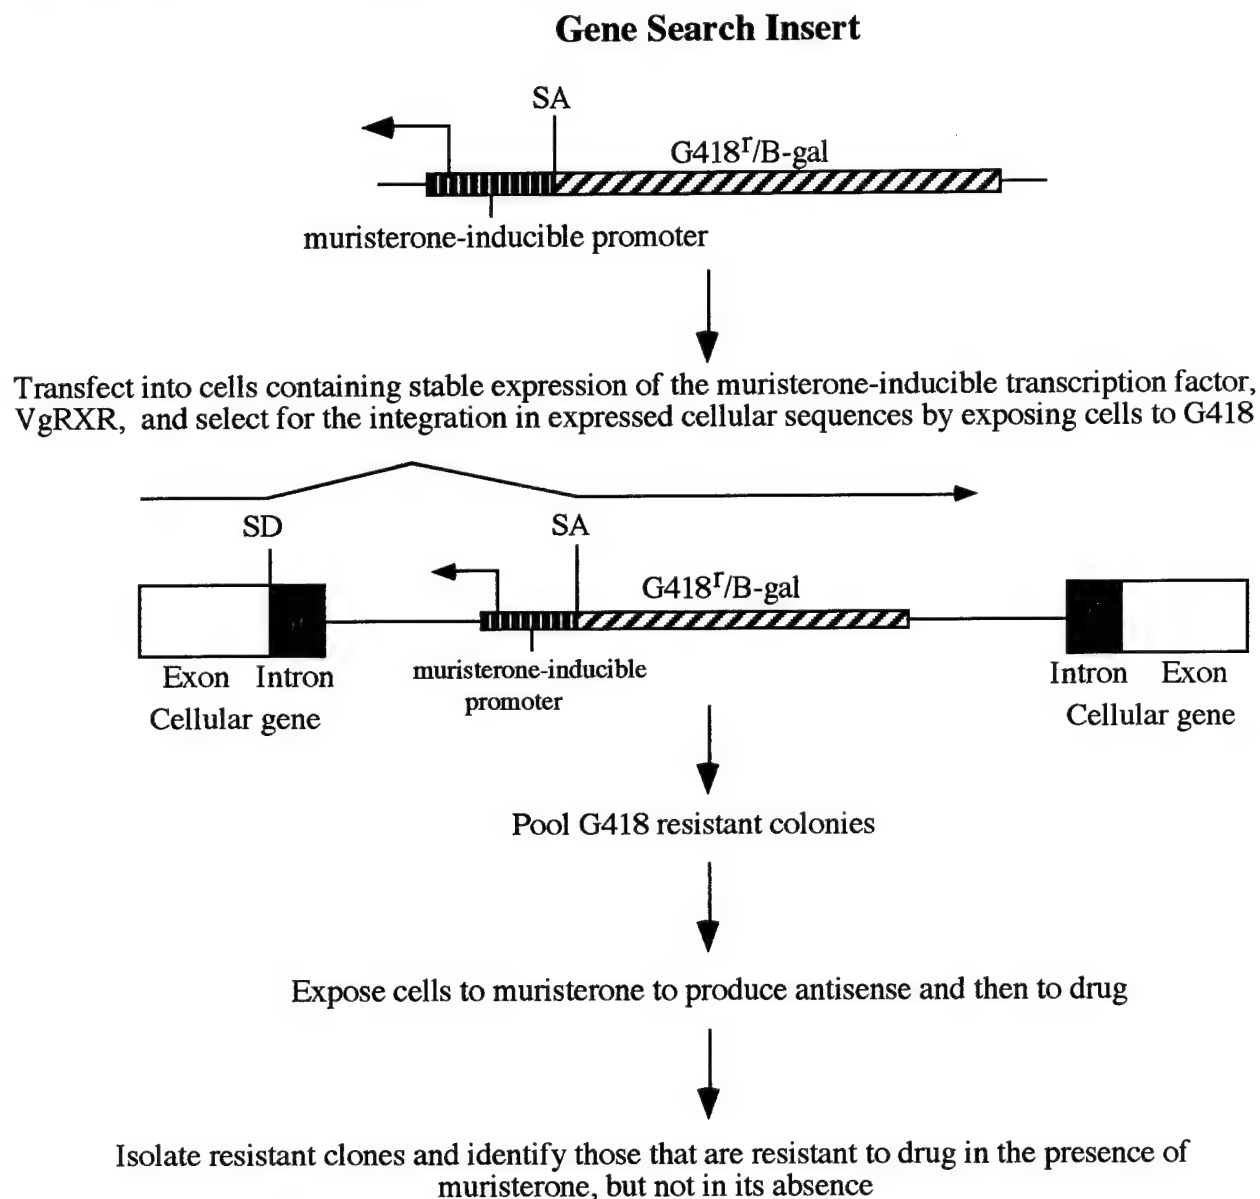 Gene Search Insert
SA
G418r/B-gal
muristerone-inducible promoter
Transfect into cells containing stable expression of the muristerone-inducible transcription factor,
VgRXR, and select for the integration in expressed cellular sequences by exposing cells to G418
SD
SA
G418r/B-gal
Exon Intron
muristerone-inducible
promoter
Intron Exon
Cellular gene
Cellular gene
Pool G418 resistant colonies
Expose cells to muristerone to produce antisense and then to drug
Isolate resistant clones and identify those that are resistant to drug in the presence of
muristerone, but not in its absence